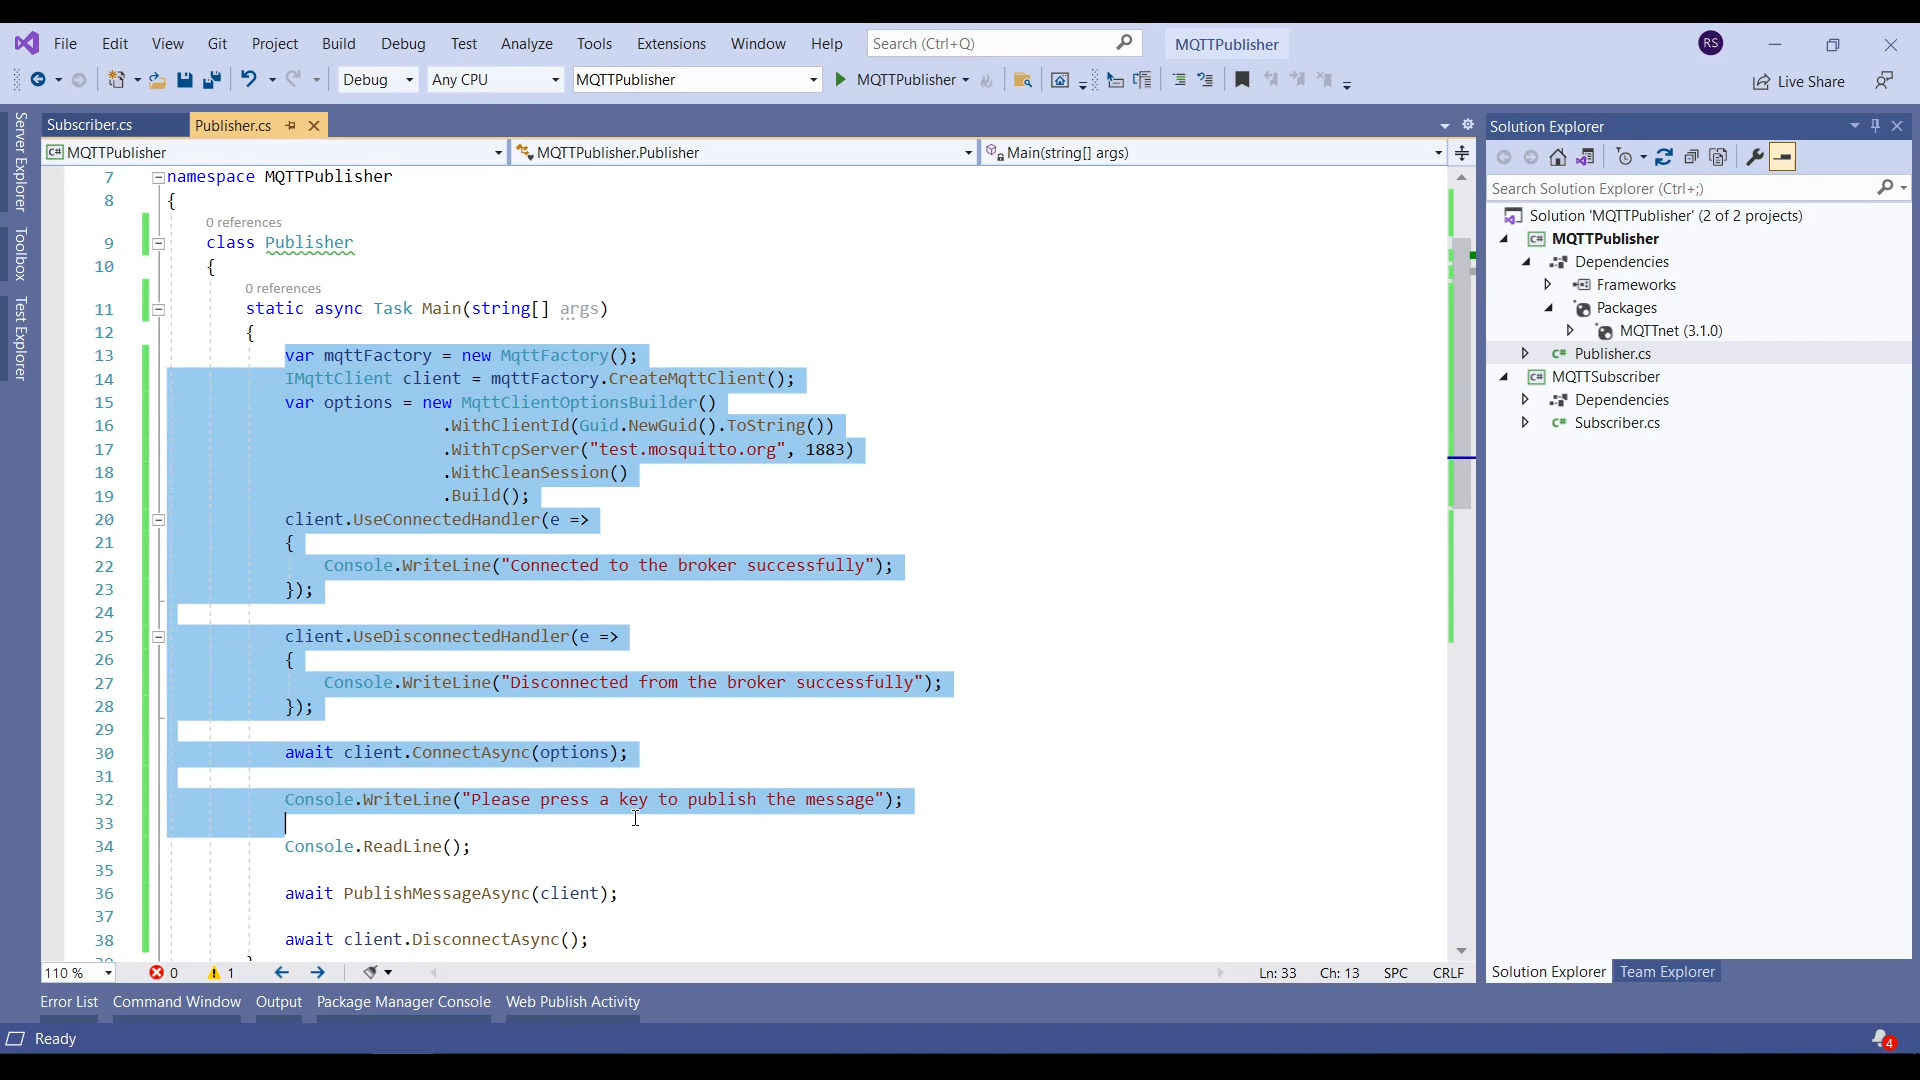 File Edit View Git Project Build Debug Test Analyze Tools Extensions Window Help Search (Ctrl+Q) MQTTPublisher RS
Debug Any CPU MQTTPublisher MQTTPublisher Live Share
Server Explorer
Toolbox
Test Explorer
Subscriber.cs Publisher.cs
C# MQTTPublisher MQTTPublisher.Publisher Main(string[] args)
7 namespace MQTTPublisher
8 {
0 references
9 class Publisher
10 {
0 references
11 static async Task Main(string[] args)
12 {
13 var mqttFactory = new MqttFactory();
14 IMqttClient client = mqttFactory.CreateMqttClient();
15 var options = new MqttClientOptionsBuilder()
16 .WithClientId(Guid.NewGuid().ToString())
17 .WithTcpServer("test.mosquitto.org", 1883)
18 .WithCleanSession()
19 .Build();
20 client.UseConnectedHandler(e =>
21 {
22 Console.WriteLine("Connected to the broker successfully");
23 });
24
25 client.UseDisconnectedHandler(e =>
26 {
27 Console.WriteLine("Disconnected from the broker successfully");
28 });
29
30 await client.ConnectAsync(options);
31
32 Console.WriteLine("Please press a key to publish the message");
33
34 Console.ReadLine();
35
36 await PublishMessageAsync(client);
37
38 await client.DisconnectAsync();
110 % 0 1 Ln: 33 Ch: 13 SPC CRLF
Solution Explorer
Search Solution Explorer (Ctrl+;)
Solution 'MQTTPublisher' (2 of 2 projects)
C# MQTTPublisher
Dependencies
Frameworks
Packages
MQTTnet (3.1.0)
C# Publisher.cs
C# MQTTSubscriber
Dependencies
C# Subscriber.cs
Solution Explorer Team Explorer
Error List Command Window Output Package Manager Console Web Publish Activity
Ready 4